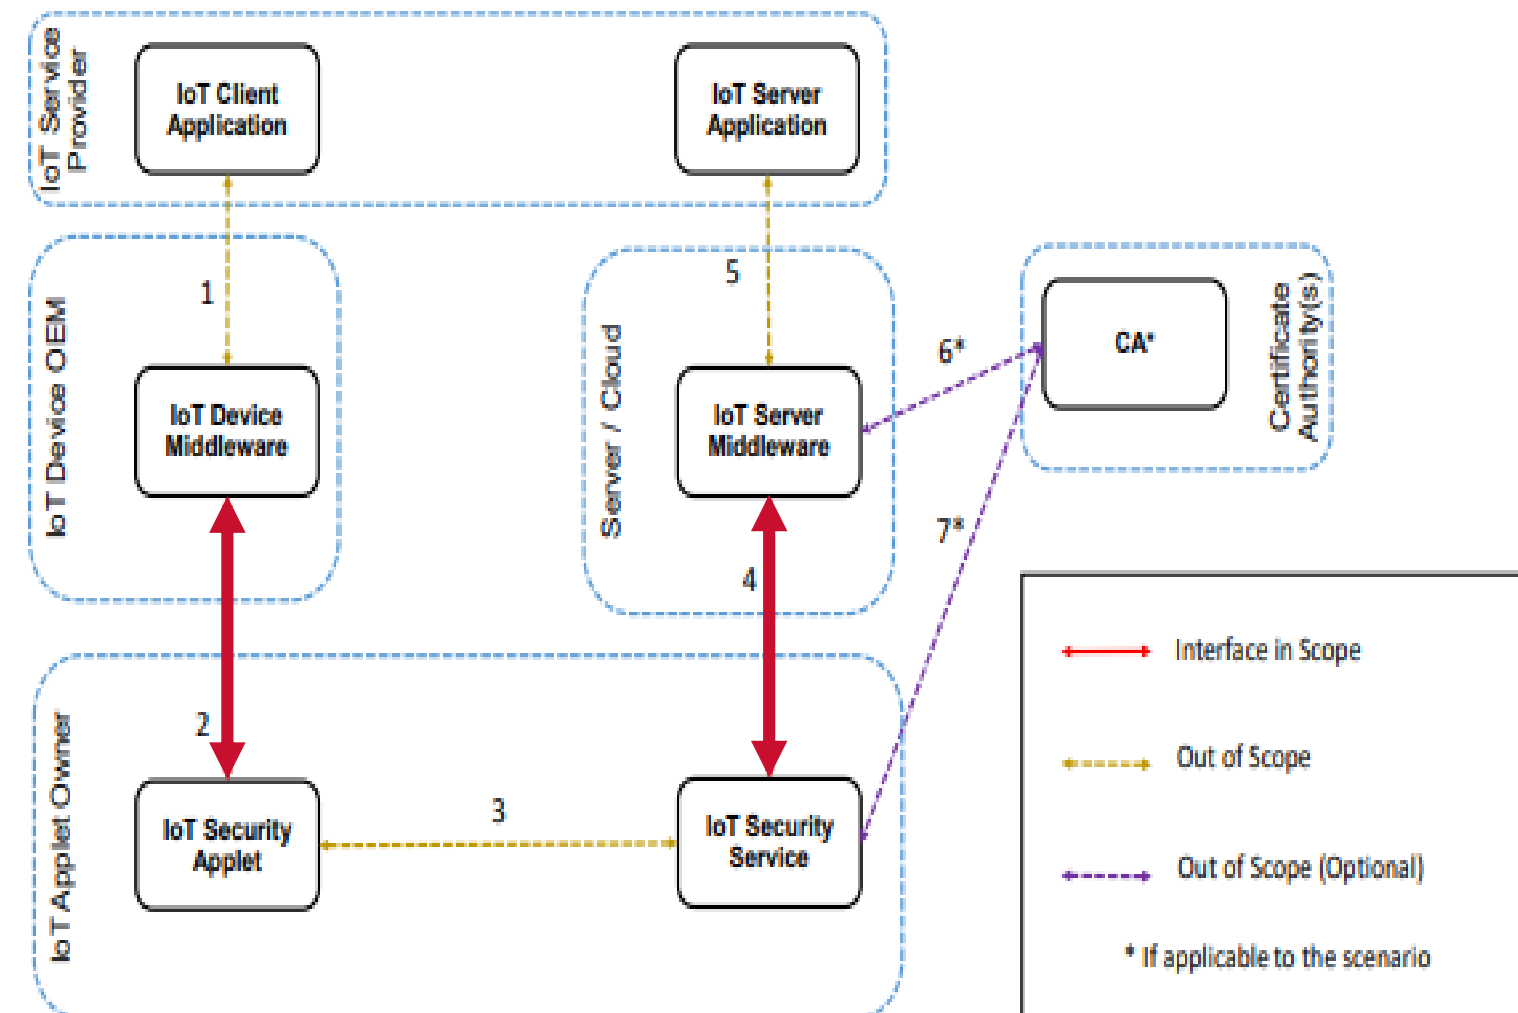 IoT Service
Provider
IoT Client
Application
IoT Server
Application
1
5
IoT Device OEM
IoT Device
Middleware
Server / Cloud
IoT Server
Middleware
6*
CA*
Certificate
Authority(s)
7*
2
4
IoT Applet Owner
IoT Security
Applet
3
IoT Security
Service
Interface in Scope
Out of Scope
Out of Scope (Optional)
* If applicable to the scenario